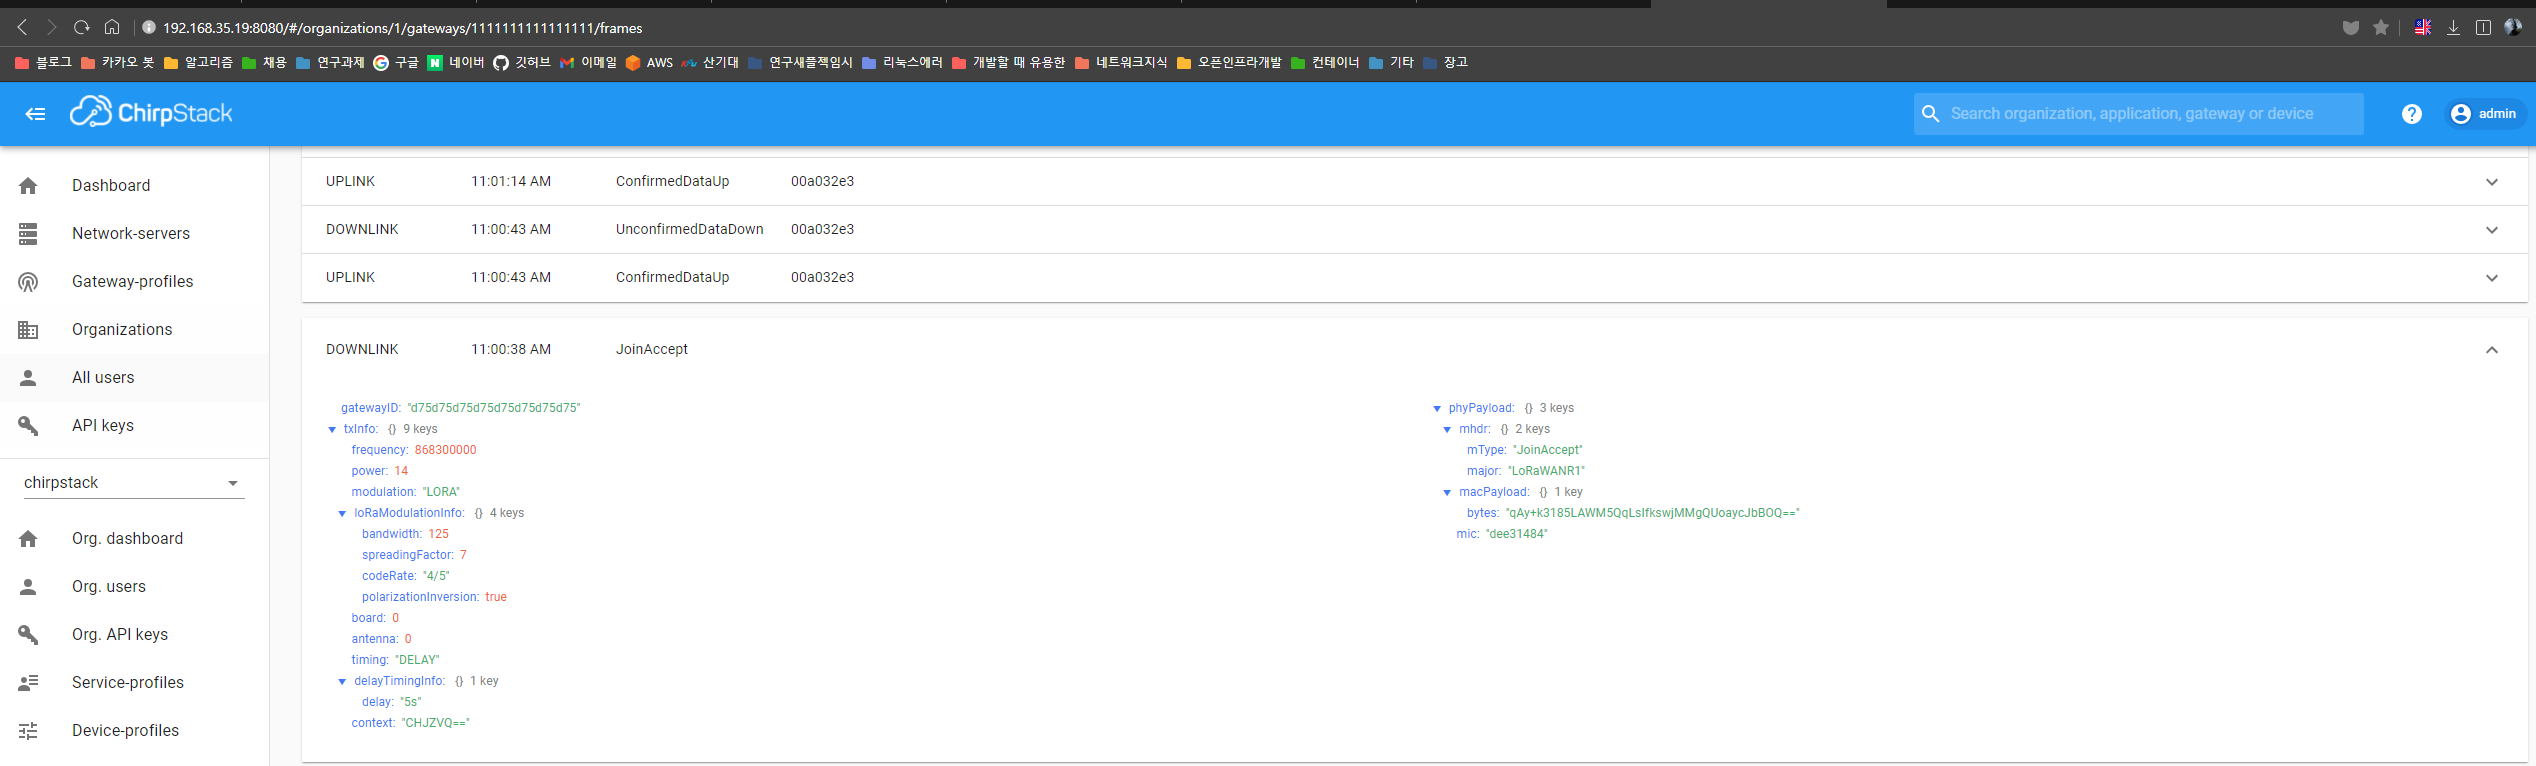 192.168.35.19:8080/#/organizations/1/gateways/1111111111111111/frames
블로그 카카오 봇 알고리즘 채용 연구과제 구글 네이버 깃허브 이메일 AWS 산기대 연구새플젝임시 리눅스에러 개발할 때 유용한 네트워크지식 오픈인프라개발 컨테이너 기타 장고
ChirpStack
Search organization, application, gateway or device
? admin
Dashboard
Network-servers
Gateway-profiles
Organizations
All users
API keys
chirpstack
Org. dashboard
Org. users
Org. API keys
Service-profiles
Device-profiles
UPLINK 11:01:14 AM ConfirmedDataUp 00a032e3
DOWNLINK 11:00:43 AM UnconfirmedDataDown 00a032e3
UPLINK 11:00:43 AM ConfirmedDataUp 00a032e3
DOWNLINK 11:00:38 AM JoinAccept
gatewayID: "d75d75d75d75d75d75d75d75"
txInfo: {} 9 keys
frequency: 868300000
power: 14
modulation: "LORA"
loRaModulationInfo: {} 4 keys
bandwidth: 125
spreadingFactor: 7
codeRate: "4/5"
polarizationInversion: true
board: 0
antenna: 0
timing: "DELAY"
delayTimingInfo: {} 1 key
delay: "5s"
context: "CHJZVQ=="
phyPayload: {} 3 keys
mhdr: {} 2 keys
mType: "JoinAccept"
major: "LoRaWANR1"
macPayload: {} 1 key
bytes: "qAy+k3185LAWM5QqLsIfkswjMMgQUoaycJbBOQ=="
mic: "dee31484"